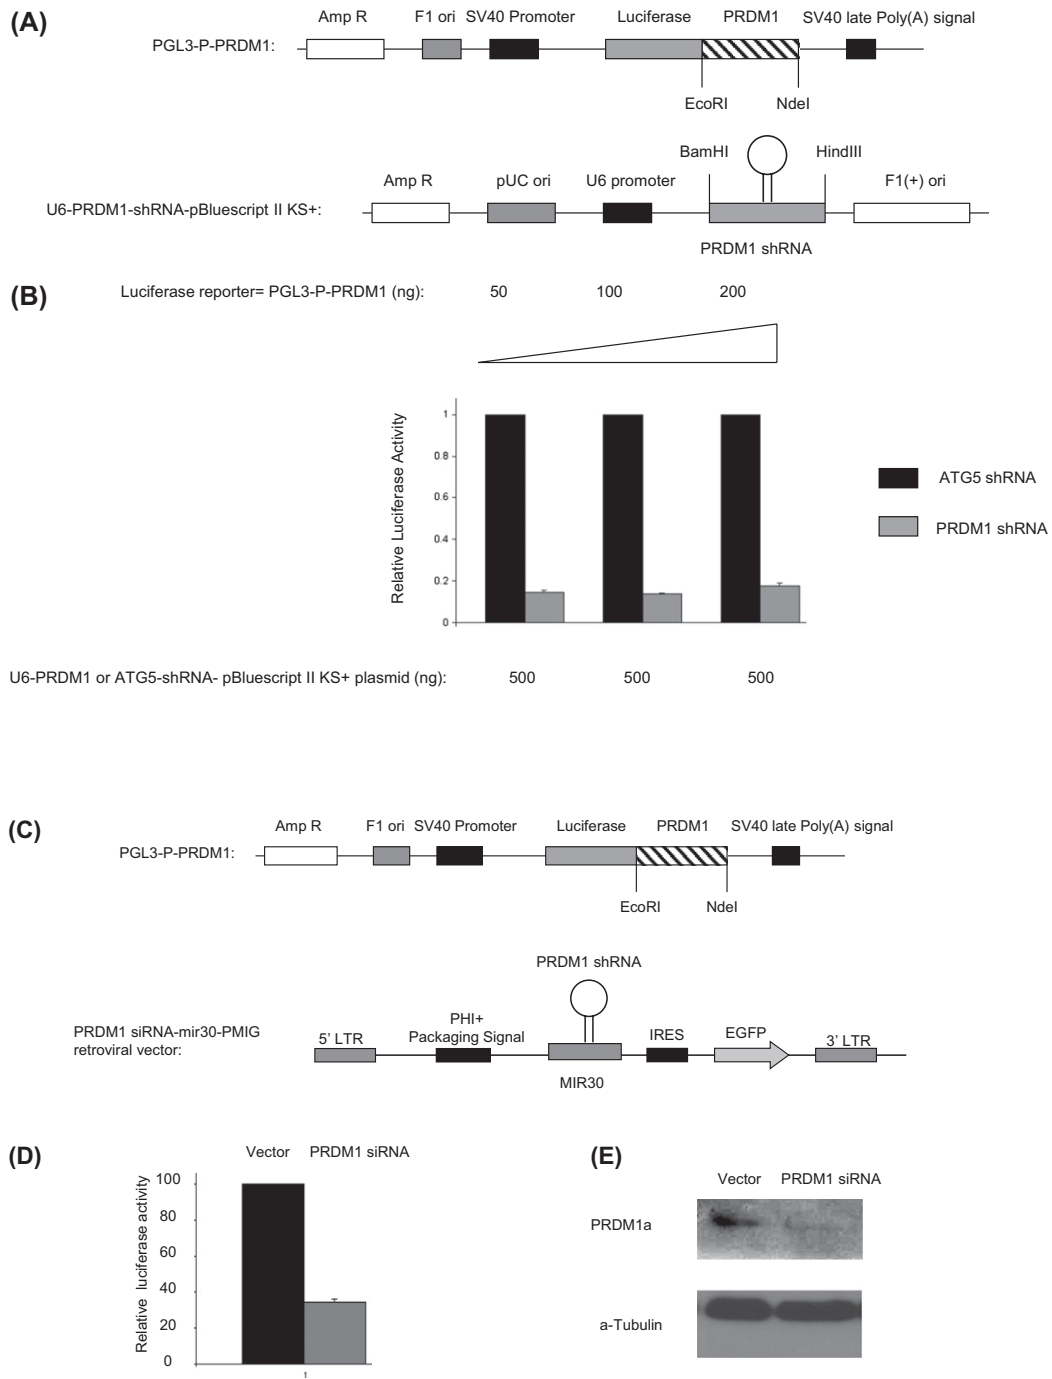 (A)
Amp R F1 ori SV40 Promoter Luciferase PRDM1 SV40 late Poly(A) signal
PGL3-P-PRDM1:
EcoRI NdeI
BamHI HindIII
Amp R pUC ori U6 promoter F1(+) ori
U6-PRDM1-shRNA-pBluescript II KS+:
PRDM1 shRNA
(B)
Luciferase reporter= PGL3-P-PRDM1 (ng): 50 100 200
Relative Luciferase Activity
1
0.8
0.6
0.4
0.2
0
ATG5 shRNA
PRDM1 shRNA
U6-PRDM1 or ATG5-shRNA- pBluescript II KS+ plasmid (ng): 500 500 500
(C)
Amp R F1 ori SV40 Promoter Luciferase PRDM1 SV40 late Poly(A) signal
PGL3-P-PRDM1:
EcoRI NdeI
PRDM1 shRNA
PRDM1 siRNA-mir30-PMIG
retroviral vector:
5' LTR
PHI+
Packaging Signal
IRES EGFP 3' LTR
MIR30
(D)
Vector PRDM1 siRNA
Relative luciferase activity
100
80
60
40
20
0
1
(E)
Vector PRDM1 siRNA
PRDM1a
a-Tubulin